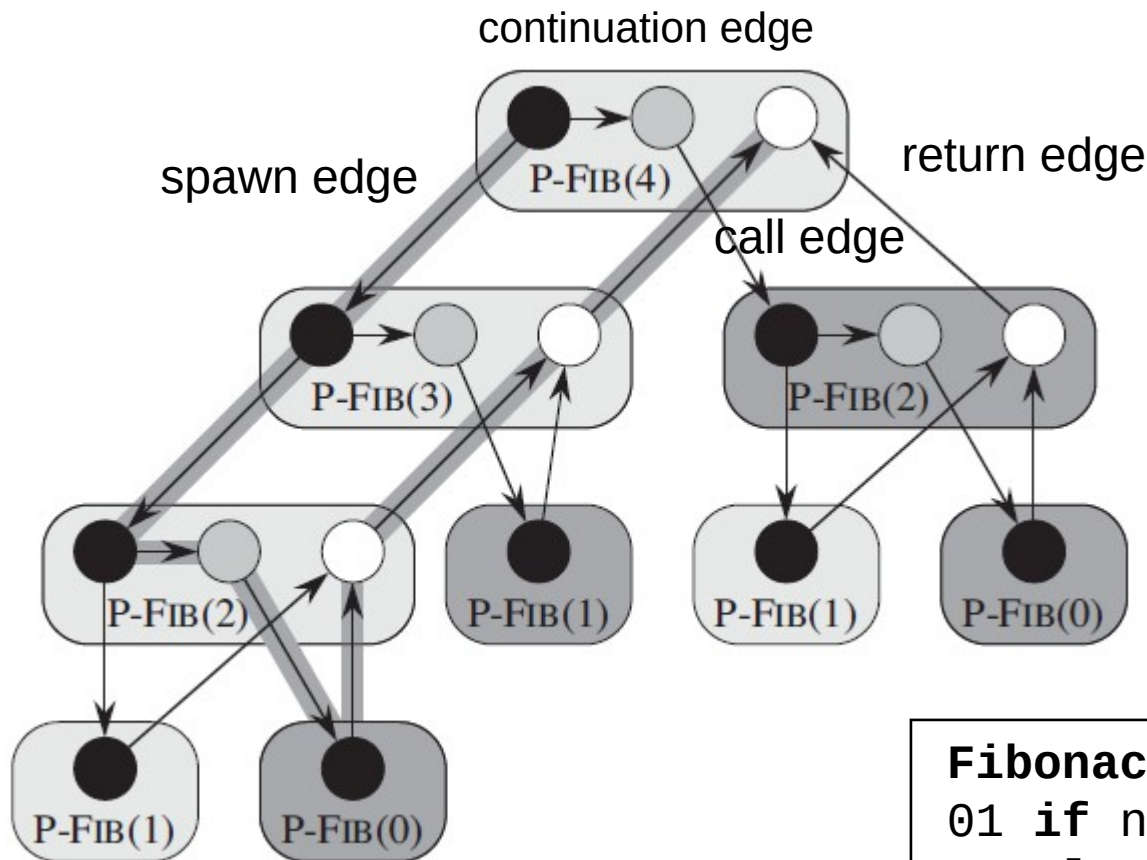 continuation edge
spawn edge
P-FIB(4)
return edge
call edge
P-FIB(3)
P-FIB(2)
P-FIB(2)
P-FIB(1)
P-FIB(1)
P-FIB(0)
P-FIB(1)
P-FIB(0)
Fibonac
01 if n